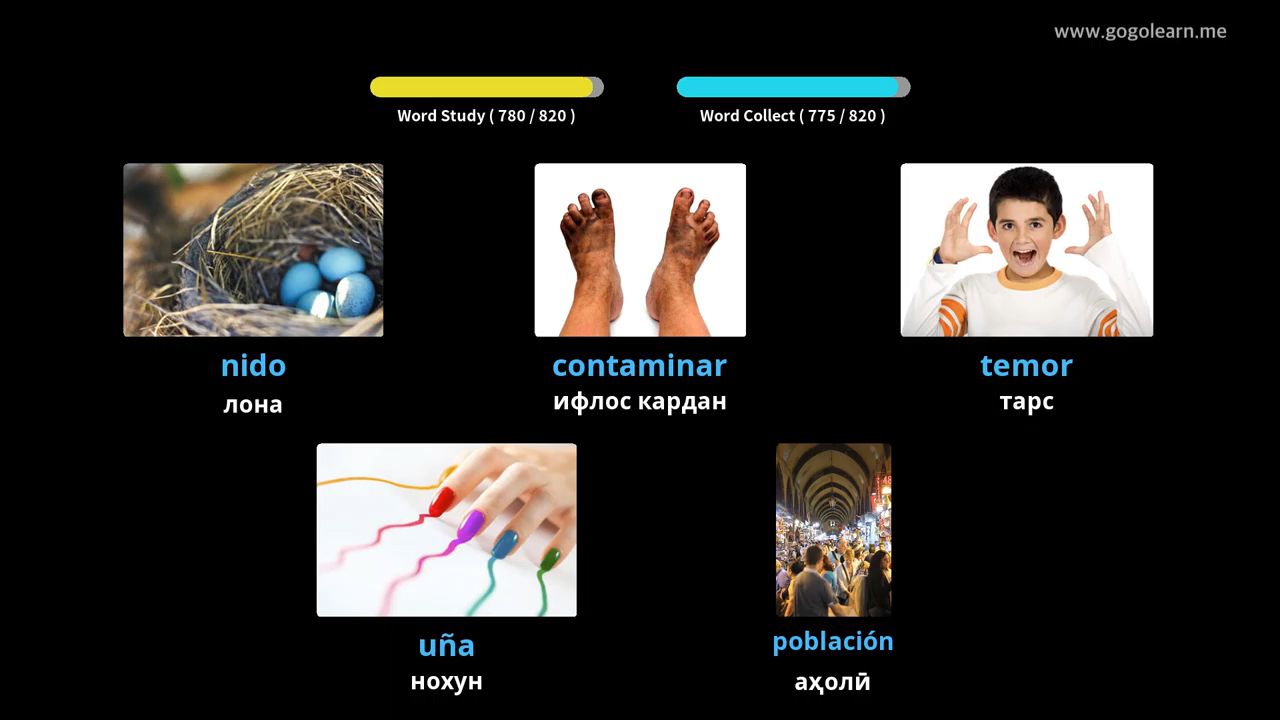 www.gogolearn.me
Word Study ( 780 / 820 )
Word Collect ( 775 / 820 )
nido
лона
contaminar
ифлос кардан
temor
тарс
uña
нохун
población
аҳолӣ